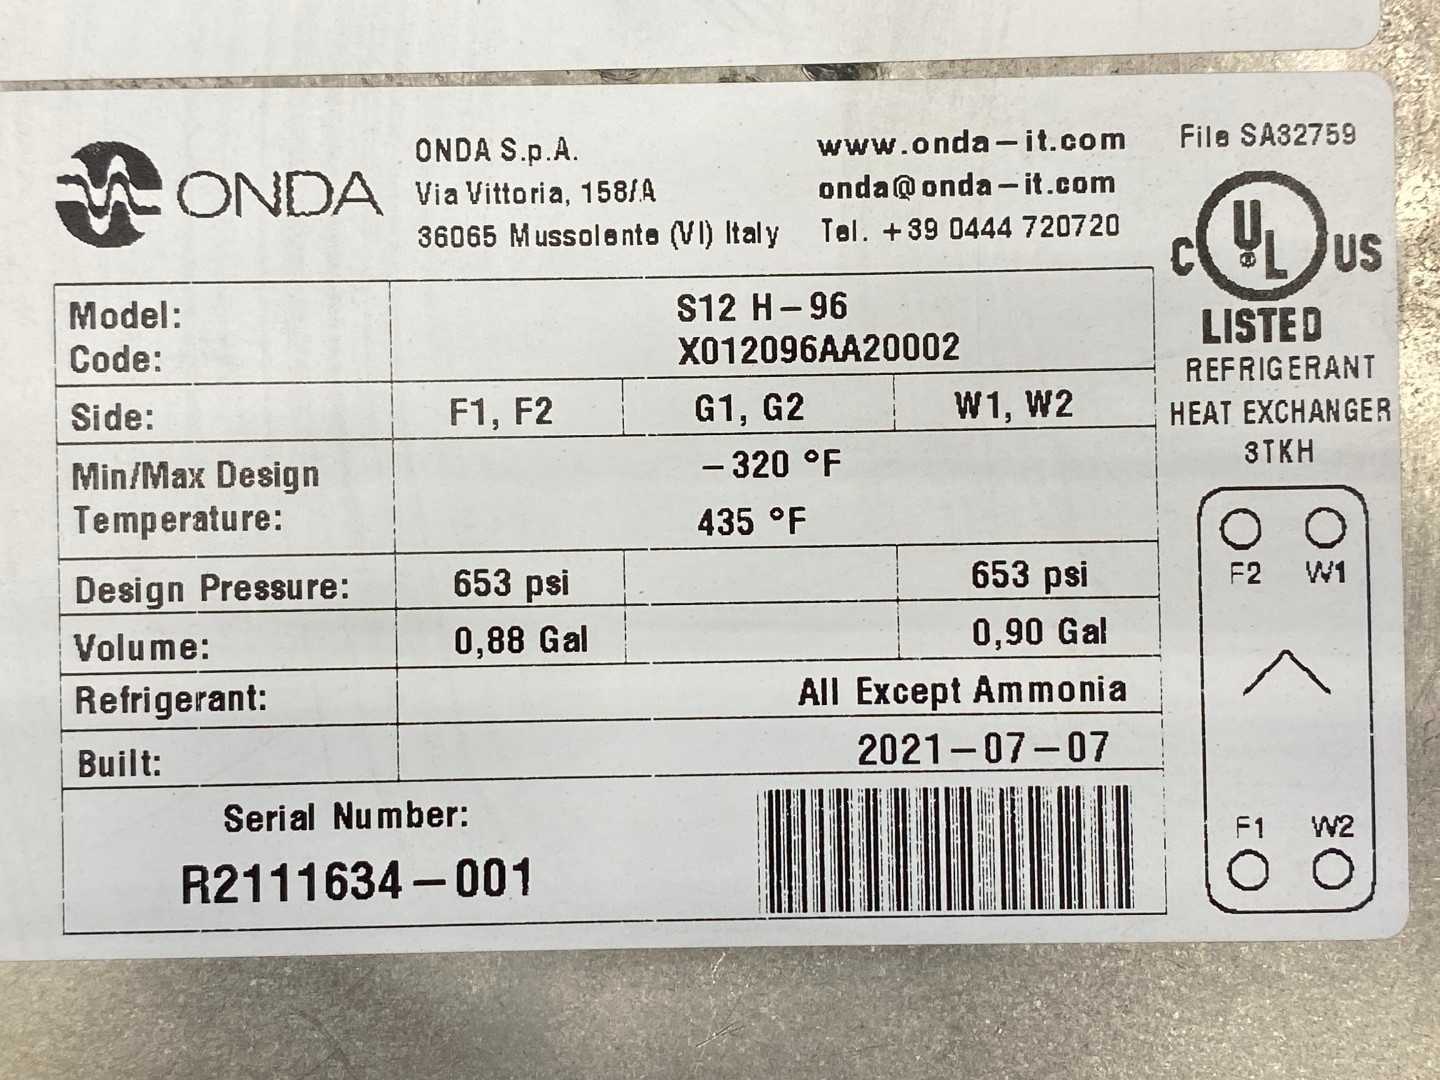 ONDA
ONDA S.p.A.
Via Vittoria, 158/A
36065 Mussolente (VI) Italy
www.onda-it.com
onda@onda-it.com
Tel. +39 0444 720720
File SA32759
C UL US
®
LISTED
REFRIGERANT
HEAT EXCHANGER
3TKH
Model: S12 H-96
Code: X012096AA20002
Side: F1, F2 G1, G2 W1, W2
Min/Max Design -320 °F
Temperature: 435 °F
Design Pressure: 653 psi 653 psi
Volume: 0,88 Gal 0,90 Gal
Refrigerant: All Except Ammonia
Built: 2021-07-07
Serial Number:
R2111634-001
F2 W1
F1 W2